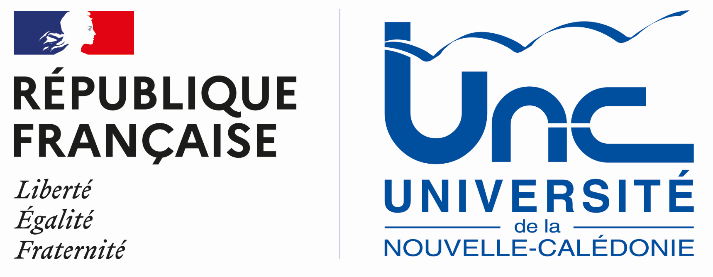 RÉPUBLIQUE
FRANÇAISE
Liberté
Égalité
Fraternité
Unc
UNIVERSITÉ
de la
NOUVELLE-CALÉDONIE